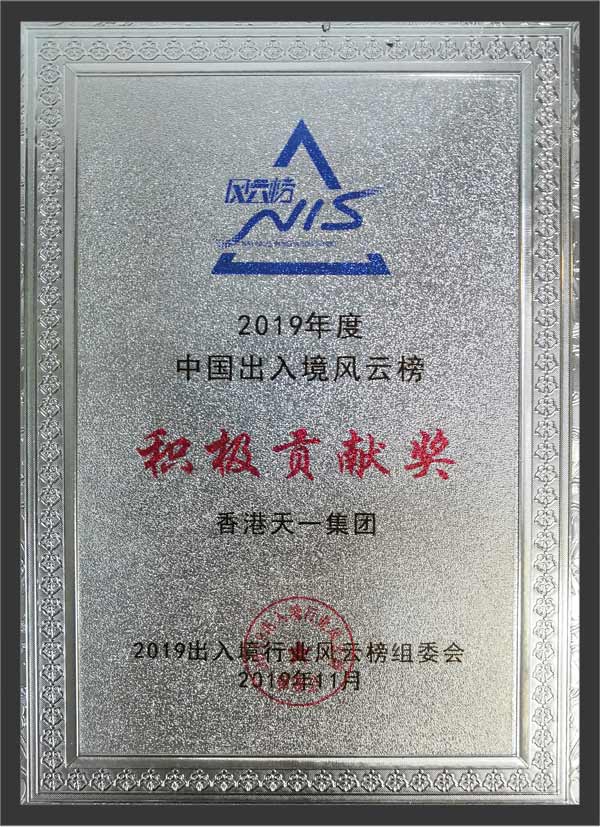 风云榜
NIS
2019年度
中国出入境风云榜
积极贡献奖
香港天一集团
2019出入境行业风云榜组委会
2019年11月